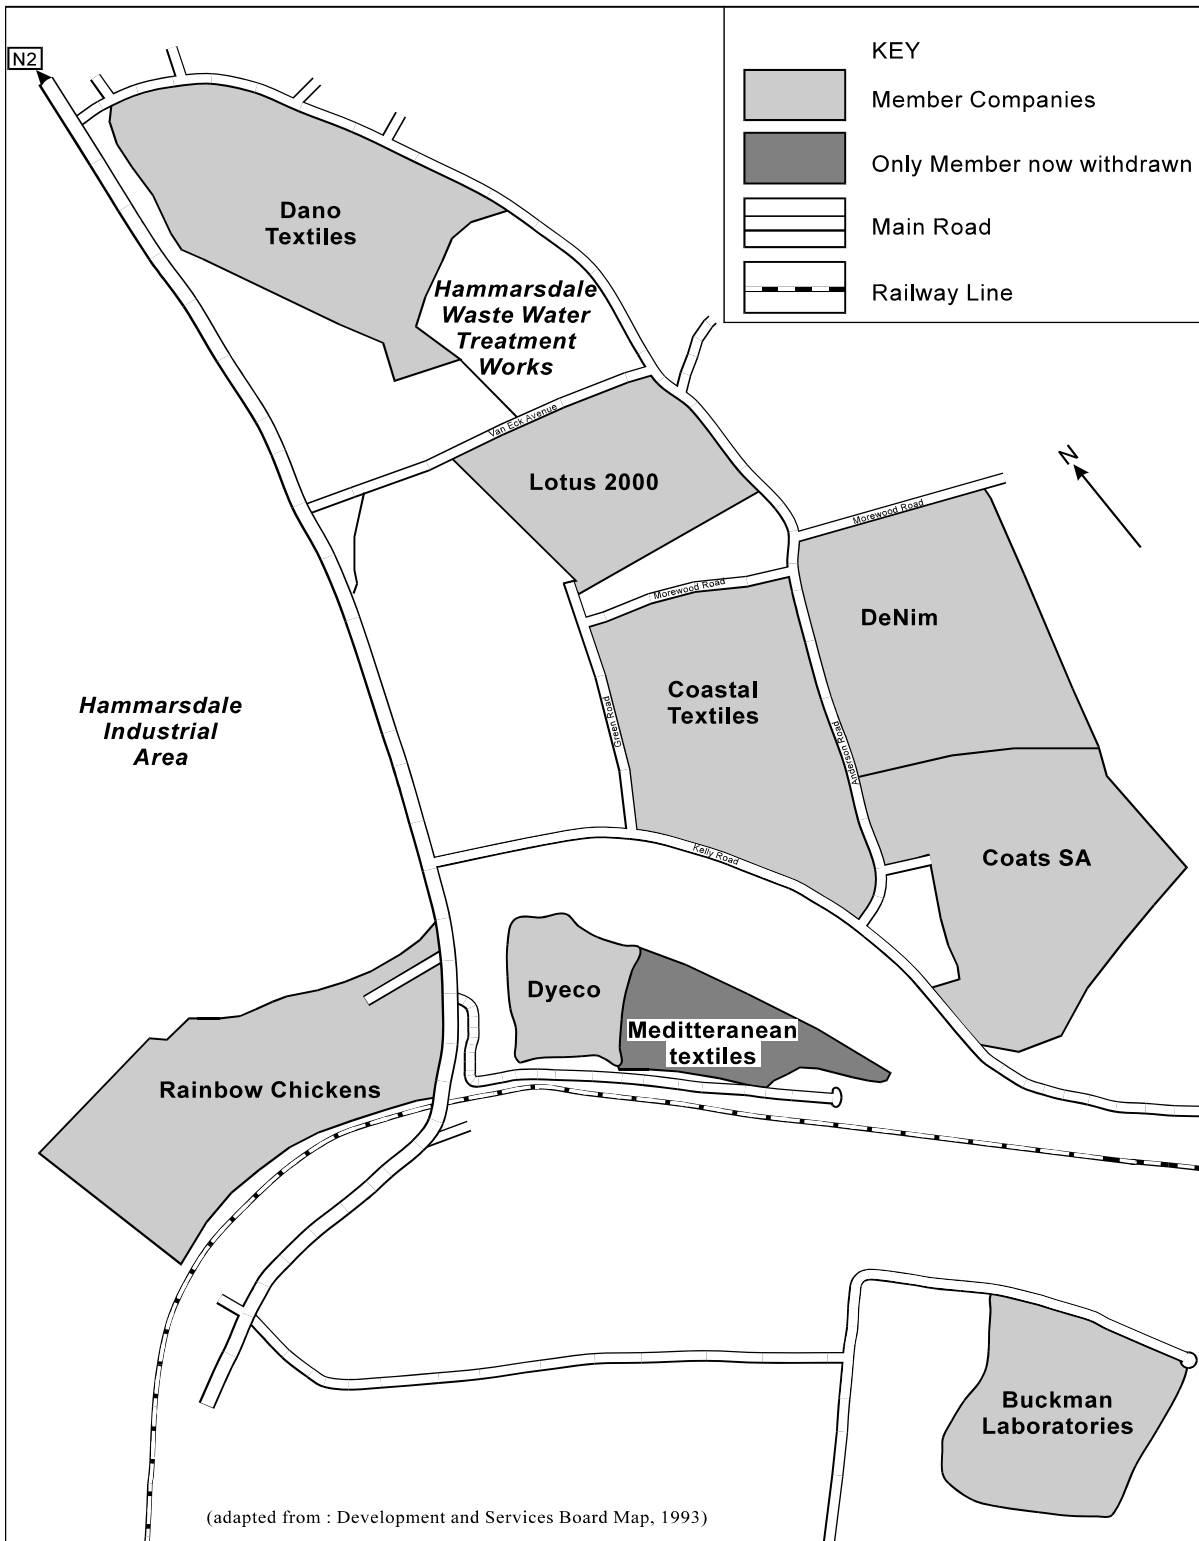 N2
KEY
Member Companies
Only Member now withdrawn
Main Road
Railway Line
Dano
Textiles
Hammarsdale
Waste Water
Treatment
Works
Van Eck Avenue
Lotus 2000
N
Morewood Road
Morewood Road
DeNim
Hammarsdale
Industrial
Area
Coastal
Textiles
Green Road
Anderson Road
Kelly Road
Coats SA
Dyeco
Meditteranean
textiles
Rainbow Chickens
Buckman
Laboratories
(adapted from : Development and Services Board Map, 1993)